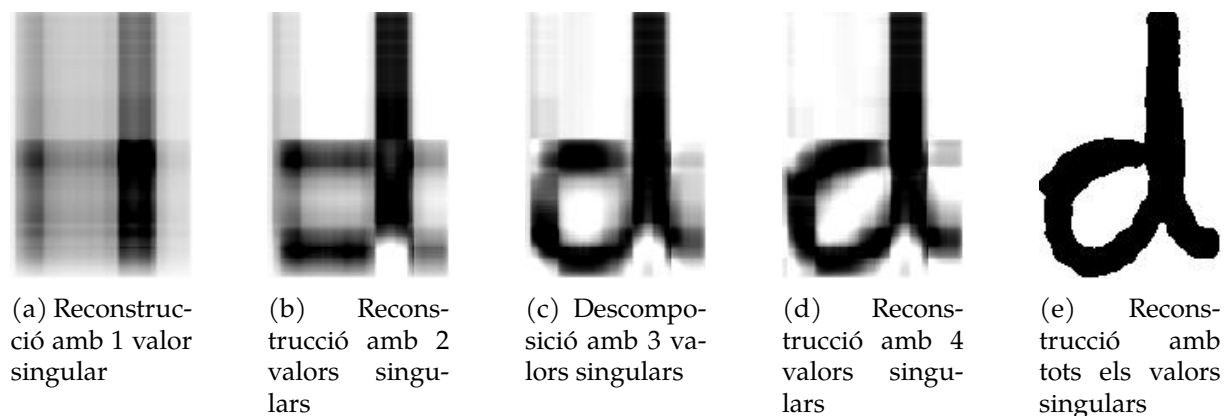 (a) Reconstruc-
ció amb 1 valor
singular
(b) Recons-
trucció amb 2
valors singu-
lars
(c) Descompo-
sició amb 3 va-
lors singulars
(d) Recons-
trucció amb 4
valors singu-
lars
(e) Recons-
trucció amb
tots els valors
singulars
d